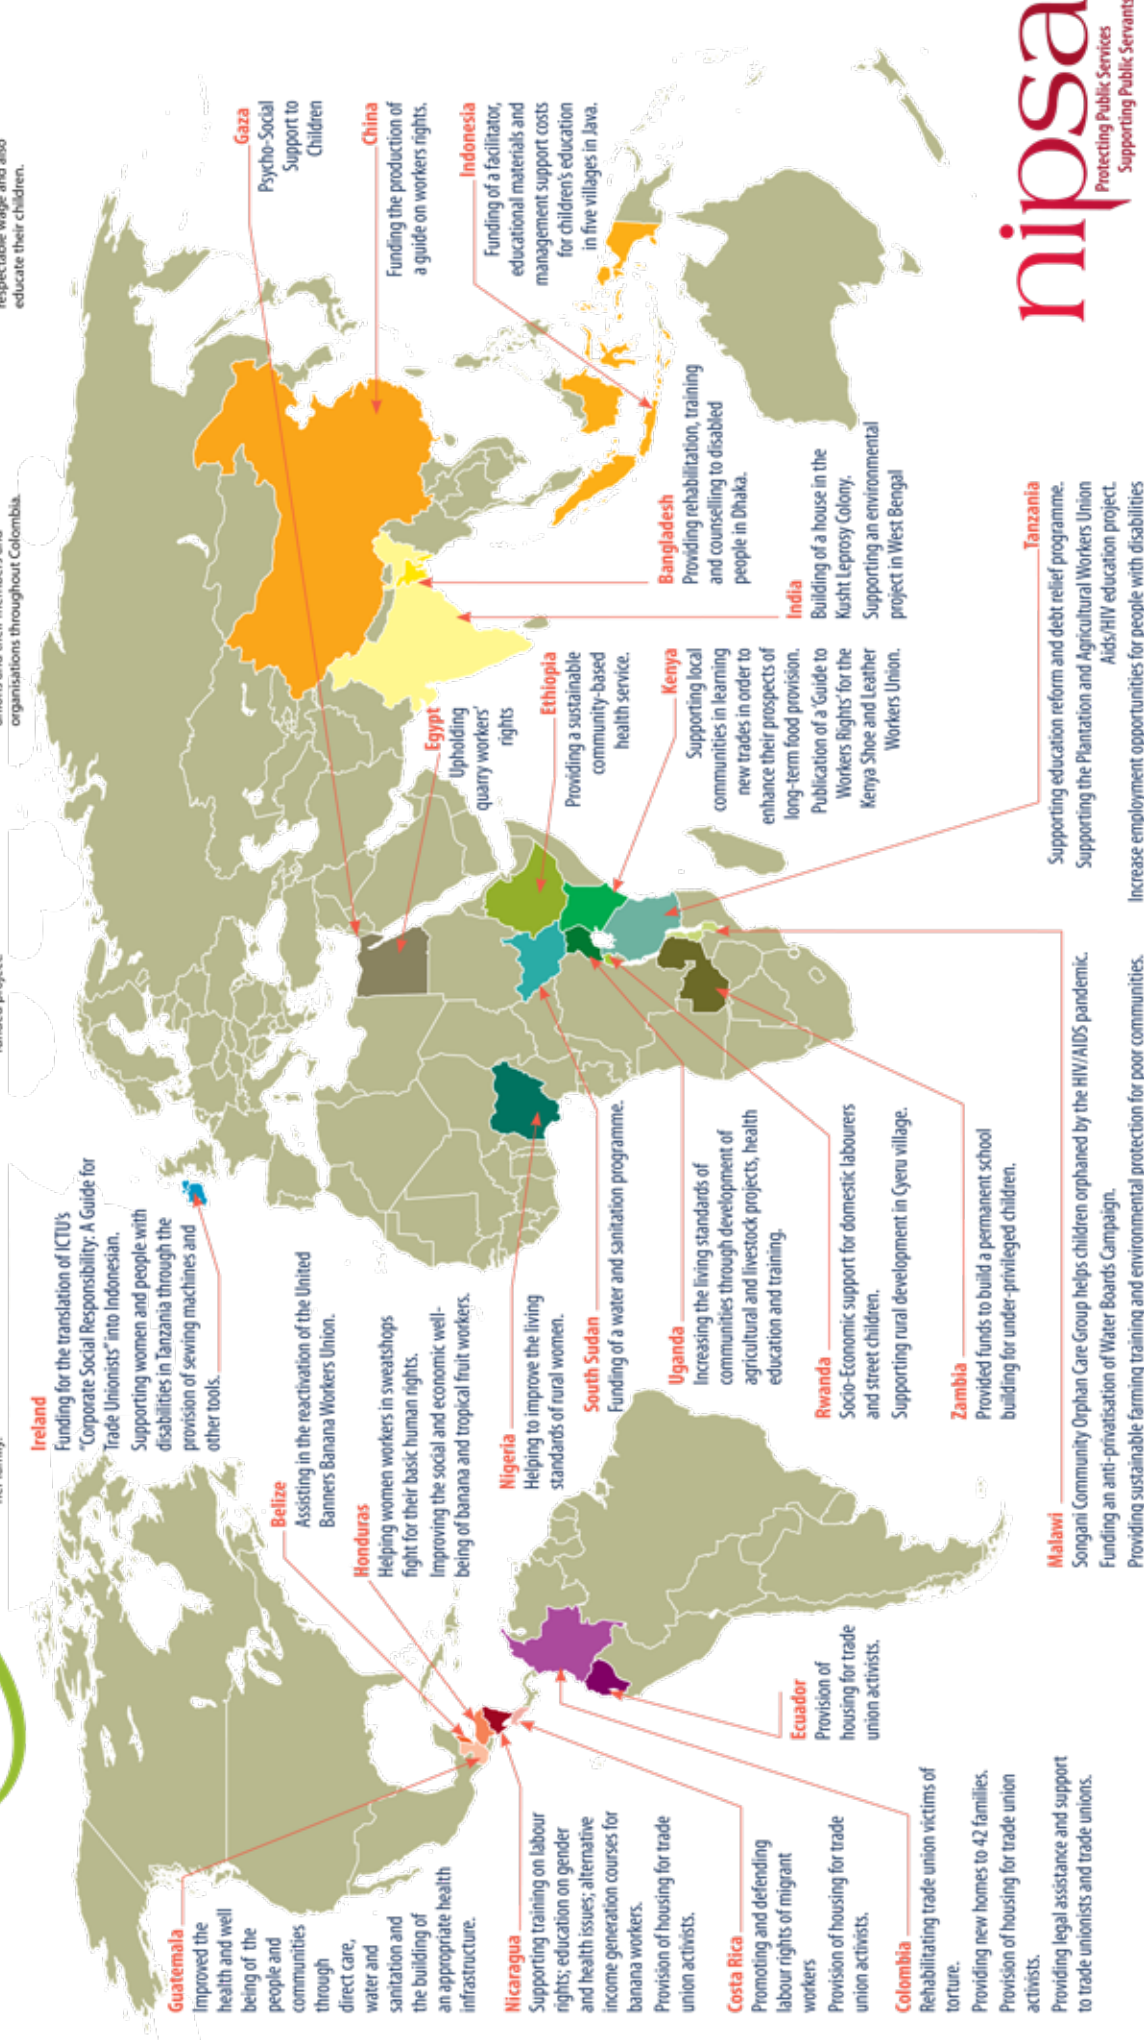 respectable wage and also
educate their children.
organisations throughout Colombia.
Ireland
Funding for the translation of ICTU's
"Corporate Social Responsibility: A Guide for
Trade Unionists" into Indonesian.
Supporting women and people with
disabilities in Tanzania through the
provision of sewing machines and
other tools.
Gaza
Psycho-Social
Support to
Children
China
Funding the production of
a guide on workers rights.
Indonesia
Funding of a facilitator,
educational materials and
management support costs
for children's education
in five villages in Java.
Guatemala
Improved the
health and well
being of the
people and
communities
through
direct care,
water and
sanitation and
the building of
an appropriate health
infrastructure.
Belize
Assisting in the reactivation of the United
Banners Banana Workers Union.
Honduras
Helping women workers in sweatshops
fight for their basic human rights.
Improving the social and economic well-
being of banana and tropical fruit workers.
Egypt
Upholding
quarry workers'
rights
Ethiopia
Providing a sustainable
community-based
health service.
Nicaragua
Supporting training on labour
rights; education on gender
and health issues; alternative
income generation courses for
banana workers.
Provision of housing for trade
union activists.
Nigeria
Helping to improve the living
standards of rural women.
South Sudan
Funding of a water and sanitation programme.
Bangladesh
Providing rehabilitation, training
and counselling to disabled
people in Dhaka.
Kenya
Supporting local
communities in learning
new trades in order to
enhance their prospects of
long-term food provision.
Publication of a 'Guide to
Workers Rights' for the
Kenya Shoe and Leather
Workers Union.
Uganda
Increasing the living standards of
communities through development of
agricultural and livestock projects, health
education and training.
India
Building of a house in the
Kusht Leprosy Colony.
Supporting an environmental
project in West Bengal
Costa Rica
Promoting and defending
labour rights of migrant
workers
Provision of housing for trade
union activists.
Ecuador
Provision of
housing for trade
union activists.
Rwanda
Socio-Economic support for domestic labourers
and street children.
Supporting rural development in Cyeru village.
Colombia
Rehabilitating trade union victims of
torture.
Providing new homes to 42 families.
Provision of housing for trade union
activists.
Providing legal assistance and support
to trade unionists and trade unions.
Zambia
Provided funds to build a permanent school
building for under-privileged children.
Malawi
Songani Community Orphan Care Group helps children orphaned by the HIV/AIDS pandemic.
Funding an anti-privatisation of Water Boards Campaign.
Providing sustainable farming training and environmental protection for poor communities.
Tanzania
Supporting education reform and debt relief programme.
Supporting the Plantation and Agricultural Workers Union
Aids/HIV education project.
Increase employment opportunities for people with disabilities
nipsa
Protecting Public Services
Supporting Public Servants